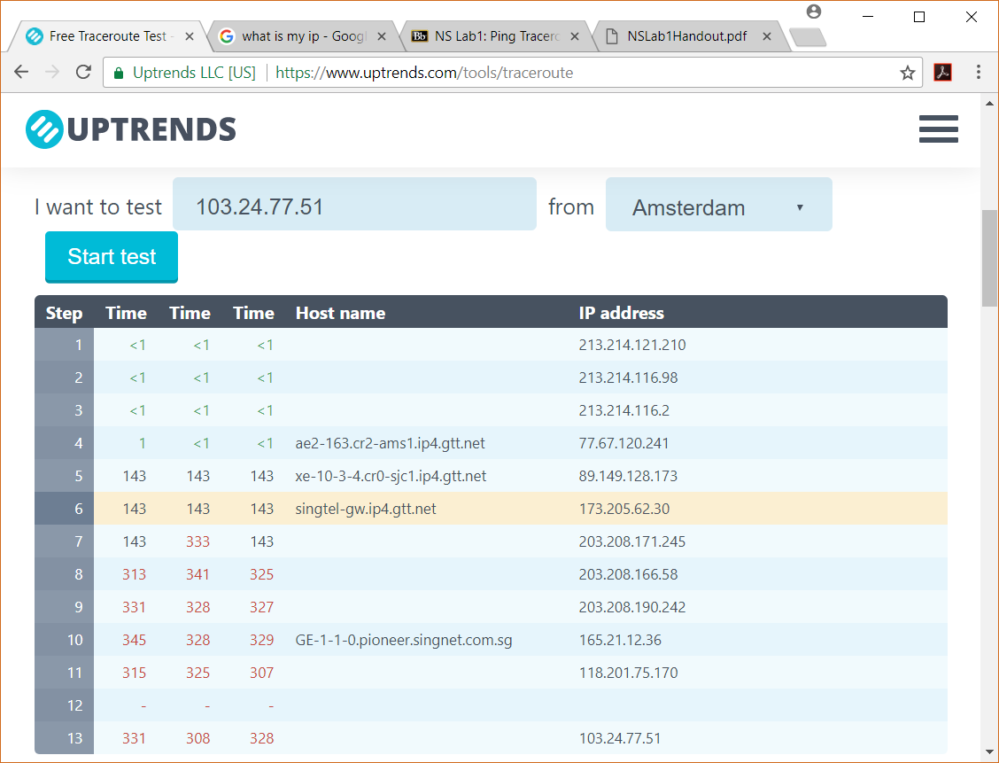 Free Traceroute Test - what is my ip - Googl NS Lab1: Ping Tracero NSLab1Handout.pdf
Uptrends LLC [US] https://www.uptrends.com/tools/traceroute
UPTRENDS
I want to test 103.24.77.51 from Amsterdam
Start test
Step Time Time Time Host name IP address
1 <1 <1 <1 213.214.121.210
2 <1 <1 <1 213.214.116.98
3 <1 <1 <1 213.214.116.2
4 1 <1 <1 ae2-163.cr2-ams1.ip4.gtt.net 77.67.120.241
5 143 143 143 xe-10-3-4.cr0-sjc1.ip4.gtt.net 89.149.128.173
6 143 143 143 singtel-gw.ip4.gtt.net 173.205.62.30
7 143 333 143 203.208.171.245
8 313 341 325 203.208.166.58
9 331 328 327 203.208.190.242
10 345 328 329 GE-1-1-0.pioneer.singnet.com.sg 165.21.12.36
11 315 325 307 118.201.75.170
12 - - -
13 331 308 328 103.24.77.51